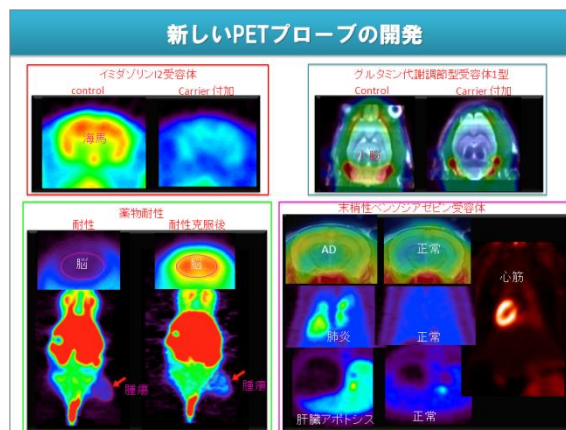 新しいPETプローブの開発
イミダゾリンI2受容体
control
Carrier 付加
海馬
グルタミン代謝調節型受容体1型
Control
Carrier 付加
小脳
薬物耐性
耐性
耐性克服後
脳
脳
腫瘍
腫瘍
末梢性ベンゾジアゼピン受容体
AD
正常
心筋
肺炎
正常
肝臓アポトシス
正常